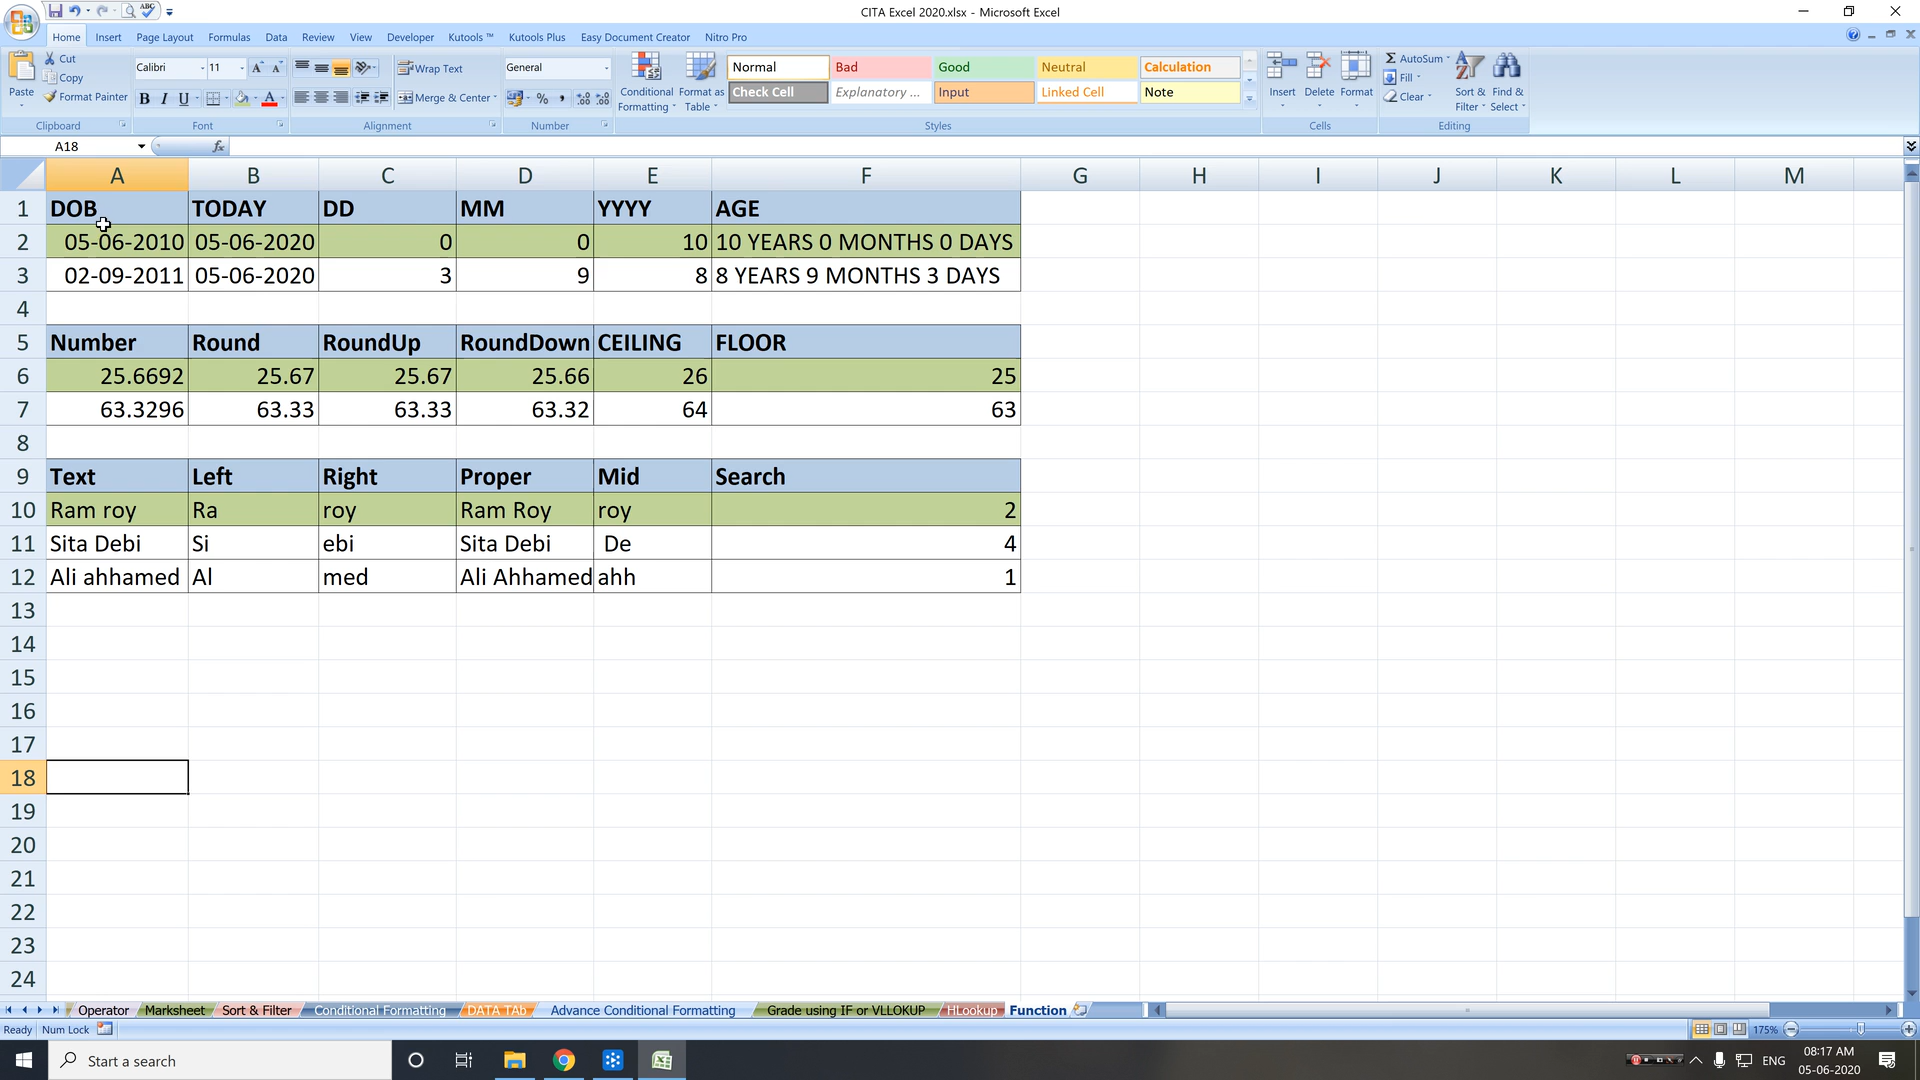 CITA Excel 2020.xlsx - Microsoft Excel
Home Insert Page Layout Formulas Data Review View Developer Kutools ™ Kutools Plus Easy Document Creator Nitro Pro
Paste
Cut
Copy
Format Painter
Clipboard
Calibri 11
B I U
Font
Wrap Text
Merge & Center
Alignment
General
%
Number
Conditional Formatting
Format as Table
Normal Bad Good Neutral Calculation
Check Cell Explanatory ... Input Linked Cell Note
Styles
Insert Delete Format
Cells
Σ AutoSum
Fill
Clear
Sort & Filter
Find & Select
Editing
A18 fx
A B C D E F G H I J K L M
1 DOB TODAY DD MM YYYY AGE
2 05-06-2010 05-06-2020 0 0 10 10 YEARS 0 MONTHS 0 DAYS
3 02-09-2011 05-06-2020 3 9 8 8 YEARS 9 MONTHS 3 DAYS
4
5 Number Round RoundUp RoundDown CEILING FLOOR
6 25.6692 25.67 25.67 25.66 26 25
7 63.3296 63.33 63.33 63.32 64 63
8
9 Text Left Right Proper Mid Search
10 Ram roy Ra roy Ram Roy roy 2
11 Sita Debi Si ebi Sita Debi De 4
12 Ali ahhamed Al med Ali Ahhamed ahh 1
13
14
15
16
17
18
19
20
21
22
23
24
Operator Marksheet Sort & Filter Conditional Formatting DATA TAb Advance Conditional Formatting Grade using IF or VLLOOKUP HLookup Function
Ready Num Lock 175%
Start a search
ENG
08:17 AM
05-06-2020